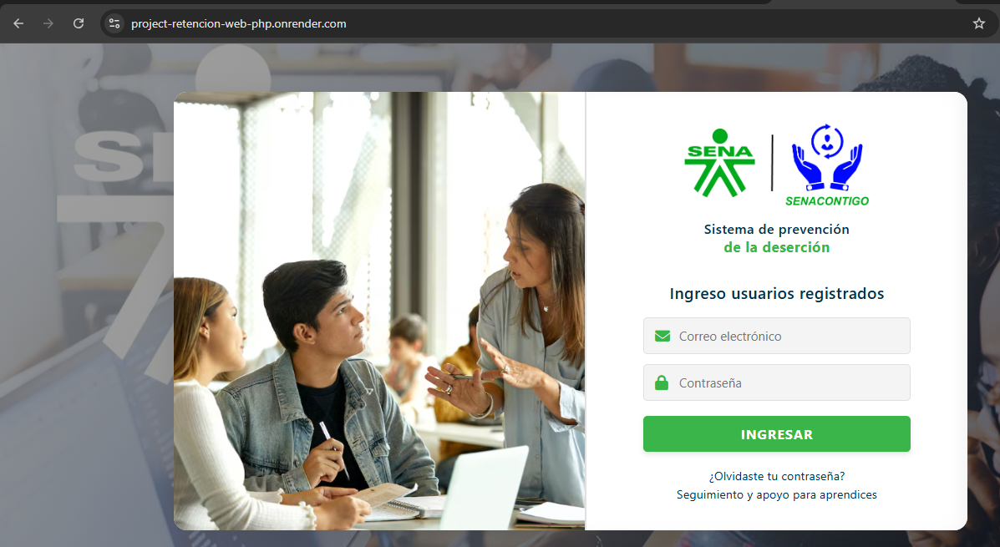 project-retencion-web-php.onrender.com
SENA
SENACONTIGO
Sistema de prevención
de la deserción
Ingreso usuarios registrados
Correo electrónico
Contraseña
INGRESAR
¿Olvidaste tu contraseña?
Seguimiento y apoyo para aprendices